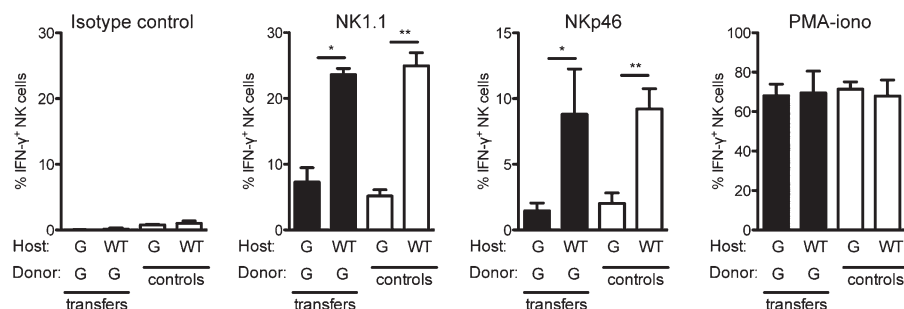 Isotype control
% IFN-γ+ NK cells
30
20
10
0
Host: G WT G WT
Donor: G G controls
transfers
NK1.1
% IFN-γ+ NK cells
30
20
10
0
* **
Host: G WT G WT
Donor: G G controls
transfers
NKp46
% IFN-γ+ NK cells
15
10
5
0
* **
Host: G WT G WT
Donor: G G controls
transfers
PMA-iono
% IFN-γ+ NK cells
100
80
60
40
20
0
Host: G WT G WT
Donor: G G controls
transfers